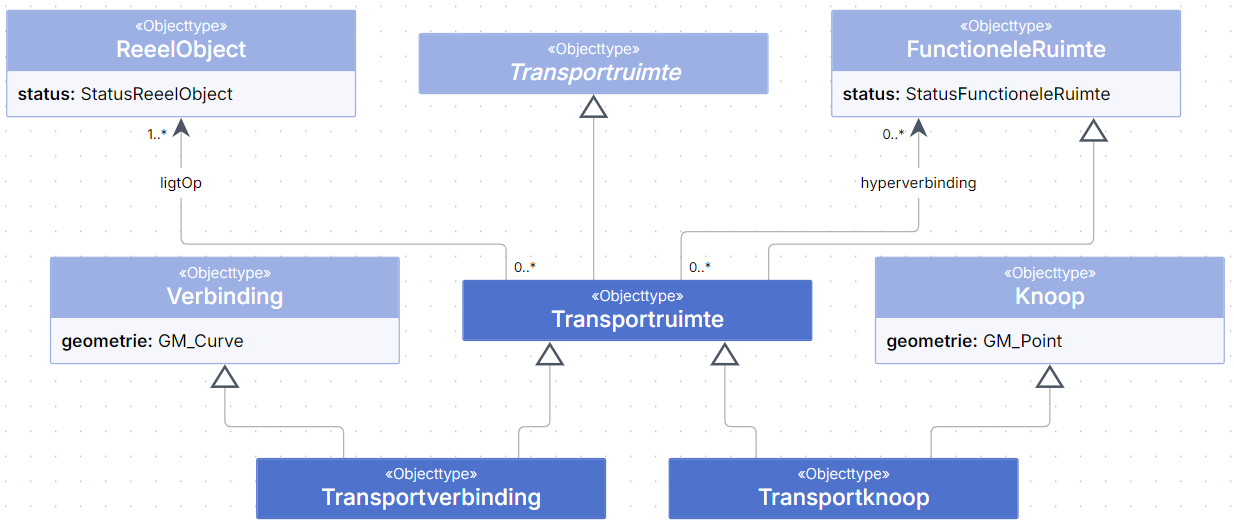 «Objecttype»
ReeelObject
status: StatusReeelObject
«Objecttype»
Transportruimte
«Objecttype»
FunctioneleRuimte
status: StatusFunctioneleRuimte
1..*
0..*
ligtOp
hyperverbinding
0..*
0..*
«Objecttype»
Verbinding
geometrie: GM_Curve
«Objecttype»
Transportruimte
«Objecttype»
Knoop
geometrie: GM_Point
«Objecttype»
Transportverbinding
«Objecttype»
Transportknoop